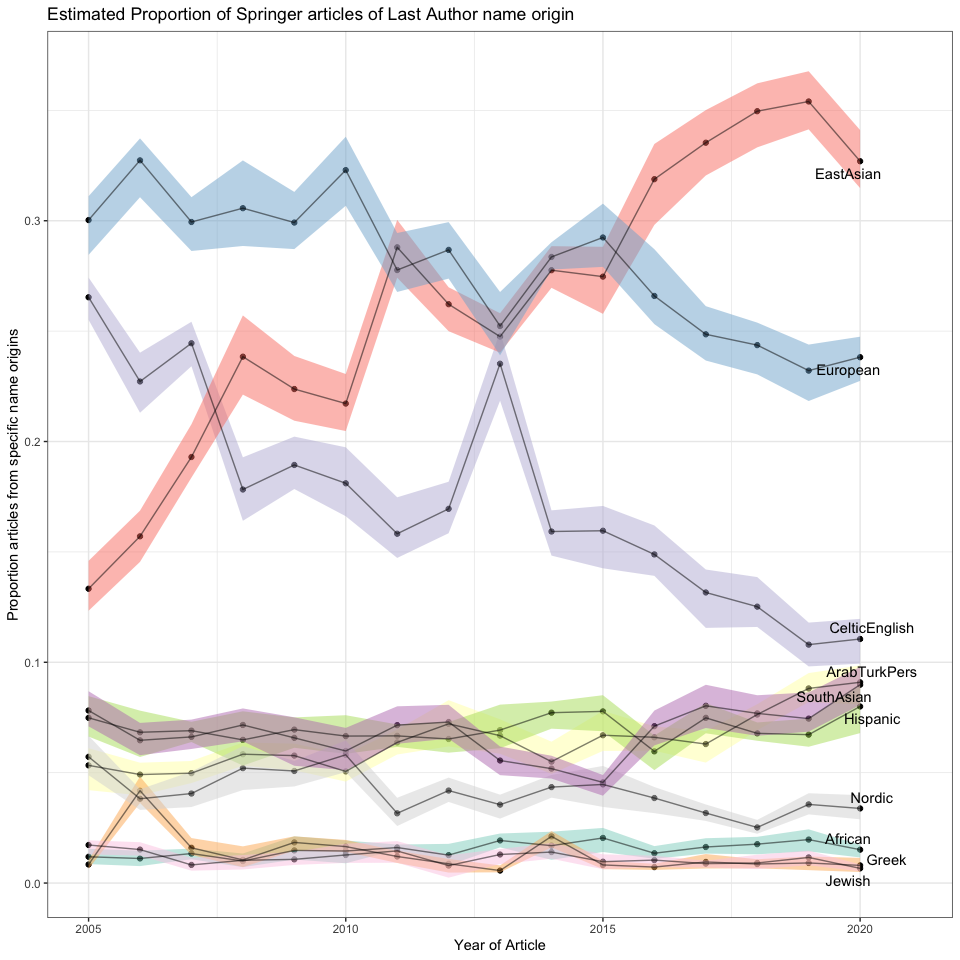 Estimated Proportion of Springer articles of Last Author name origin
Proportion articles from specific name origins
0.3
0.2
0.1
0.0
EastAsian
European
CelticEnglish
ArabTurkPers
SouthAsian
Hispanic
Nordic
African
Greek
Jewish
2005
2010
2015
2020
Year of Article